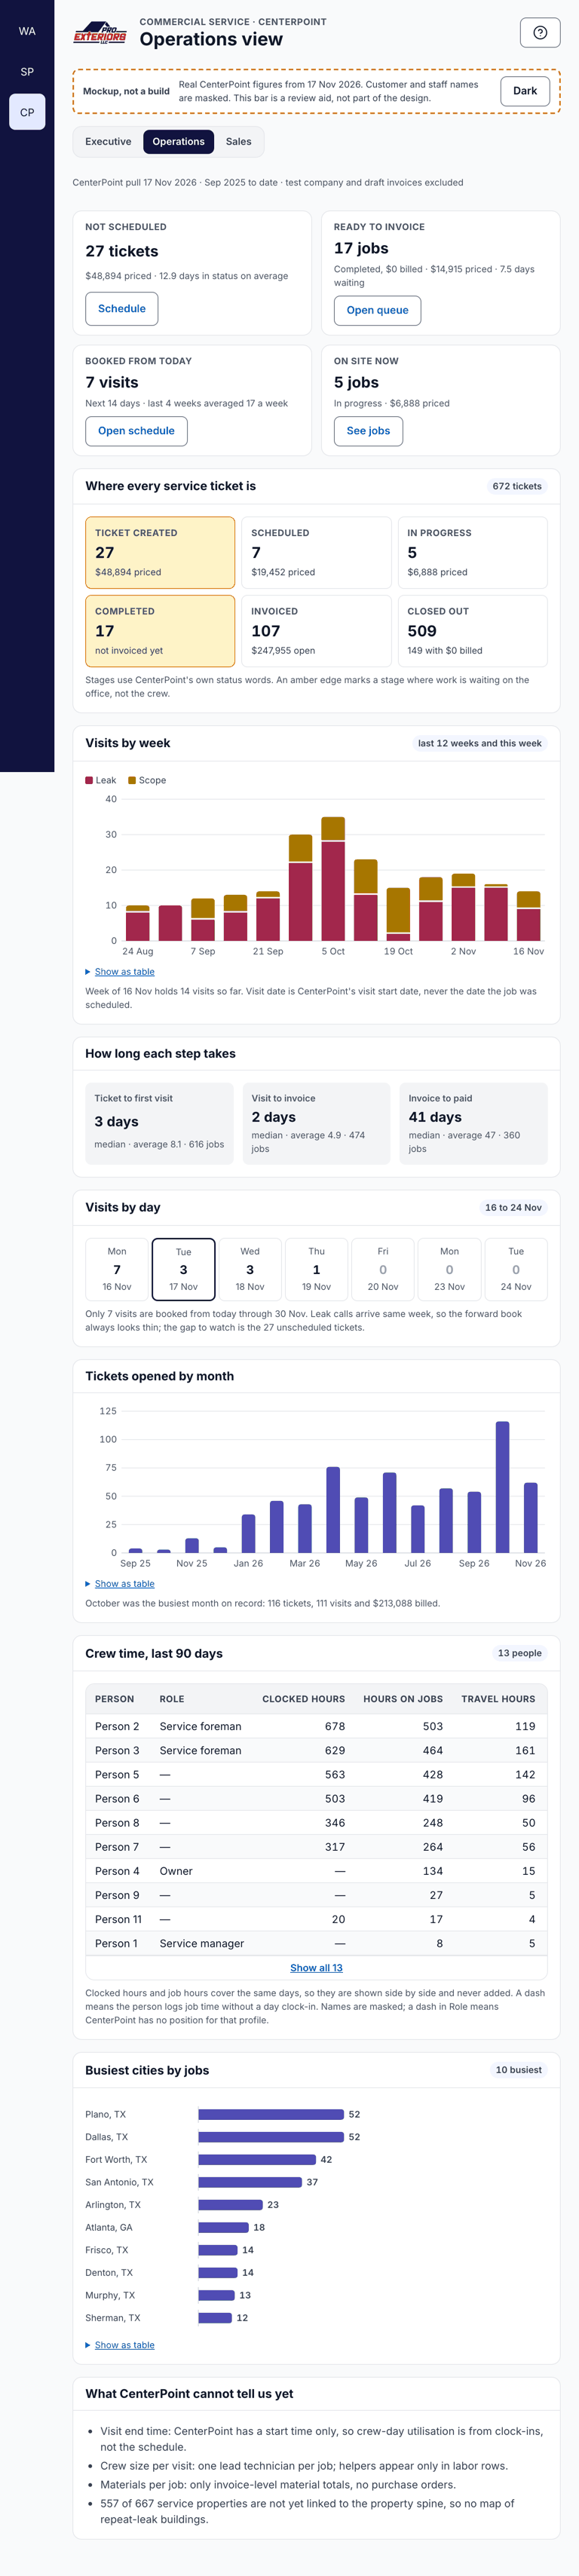 WA
SP
CP
PRO
EXTERIORS
LLC
COMMERCIAL SERVICE · CENTERPOINT
Operations view
Mockup, not a build
Real CenterPoint figures from 17 Nov 2026. Customer and staff names
are masked. This bar is a review aid, not part of the design.
Dark
Executive
Operations
Sales
CenterPoint pull 17 Nov 2026 · Sep 2025 to date · test company and draft invoices excluded
NOT SCHEDULED
27 tickets
$48,894 priced · 12.9 days in status on average
Schedule
READY TO INVOICE
17 jobs
Completed, $0 billed · $14,915 priced · 7.5 days
waiting
Open queue
BOOKED FROM TODAY
7 visits
Next 14 days · last 4 weeks averaged 17 a week
Open schedule
ON SITE NOW
5 jobs
In progress · $6,888 priced
See jobs
Where every service ticket is
672 tickets
TICKET CREATED
27
$48,894 priced
SCHEDULED
7
$19,452 priced
IN PROGRESS
5
$6,888 priced
COMPLETED
17
not invoiced yet
INVOICED
107
$247,955 open
CLOSED OUT
509
149 with $0 billed
Stages use CenterPoint's own status words. An amber edge marks a stage where work is waiting on the
office, not the crew.
Visits by week
last 12 weeks and this week
Leak
Scope
40
30
20
10
0
24 Aug
7 Sep
21 Sep
5 Oct
19 Oct
2 Nov
16 Nov
Show as table
Week of 16 Nov holds 14 visits so far. Visit date is CenterPoint's visit start date, never the date the job was
scheduled.
How long each step takes
Ticket to first visit
3 days
median · average 8.1 · 616 jobs
Visit to invoice
2 days
median · average 4.9 · 474
jobs
Invoice to paid
41 days
median · average 47 · 360
jobs
Visits by day
16 to 24 Nov
Mon
7
16 Nov
Tue
3
17 Nov
Wed
3
18 Nov
Thu
1
19 Nov
Fri
0
20 Nov
Mon
0
23 Nov
Tue
0
24 Nov
Only 7 visits are booked from today through 30 Nov. Leak calls arrive same week, so the forward book
always looks thin; the gap to watch is the 27 unscheduled tickets.
Tickets opened by month
125
100
75
50
25
0
Sep 25
Nov 25
Jan 26
Mar 26
May 26
Jul 26
Sep 26
Nov 26
Show as table
October was the busiest month on record: 116 tickets, 111 visits and $213,088 billed.
Crew time, last 90 days
13 people
PERSON ROLE CLOCKED HOURS HOURS ON JOBS TRAVEL HOURS
Person 2 Service foreman 678 503 119
Person 3 Service foreman 629 464 161
Person 5 — 563 428 142
Person 6 — 503 419 96
Person 8 — 346 248 50
Person 7 — 317 264 56
Person 4 Owner — 134 15
Person 9 — — 27 5
Person 11 — 20 17 4
Person 1 Service manager — 8 5
Show all 13
Clocked hours and job hours cover the same days, so they are shown side by side and never added. A dash
means the person logs job time without a day clock-in. Names are masked; a dash in Role means
CenterPoint has no position for that profile.
Busiest cities by jobs
10 busiest
Plano, TX 52
Dallas, TX 52
Fort Worth, TX 42
San Antonio, TX 37
Arlington, TX 23
Atlanta, GA 18
Frisco, TX 14
Denton, TX 14
Murphy, TX 13
Sherman, TX 12
Show as table
What CenterPoint cannot tell us yet
• Visit end time: CenterPoint has a start time only, so crew-day utilisation is from clock-ins,
not the schedule.
• Crew size per visit: one lead technician per job; helpers appear only in labor rows.
• Materials per job: only invoice-level material totals, no purchase orders.
• 557 of 667 service properties are not yet linked to the property spine, so no map of
repeat-leak buildings.